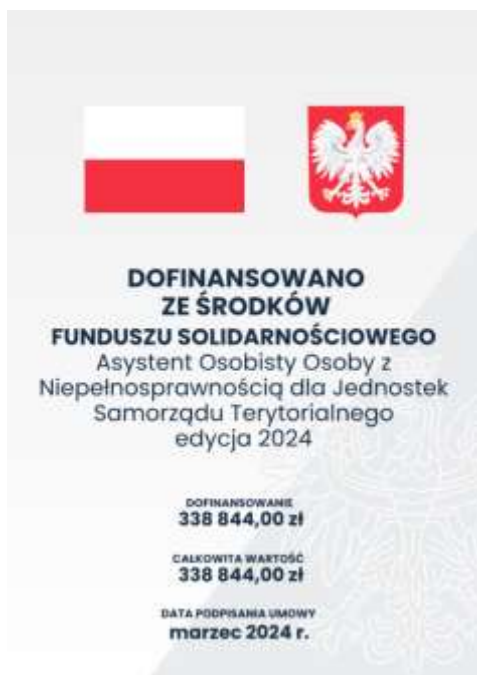 DOFINANSOWANO
ZE ŚRODKÓW
FUNDUSZU SOLIDARNOŚCIOWEGO
Asystent Osobisty Osoby z
Niepełnosprawnością dla Jednostek
Samorządu Terytorialnego
edycja 2024
DOFINANSOWANIE
338 844,00 zł
CAŁKOWITA WARTOŚĆ
338 844,00 zł
DATA PODPISANIA UMOWY
marzec 2024 r.